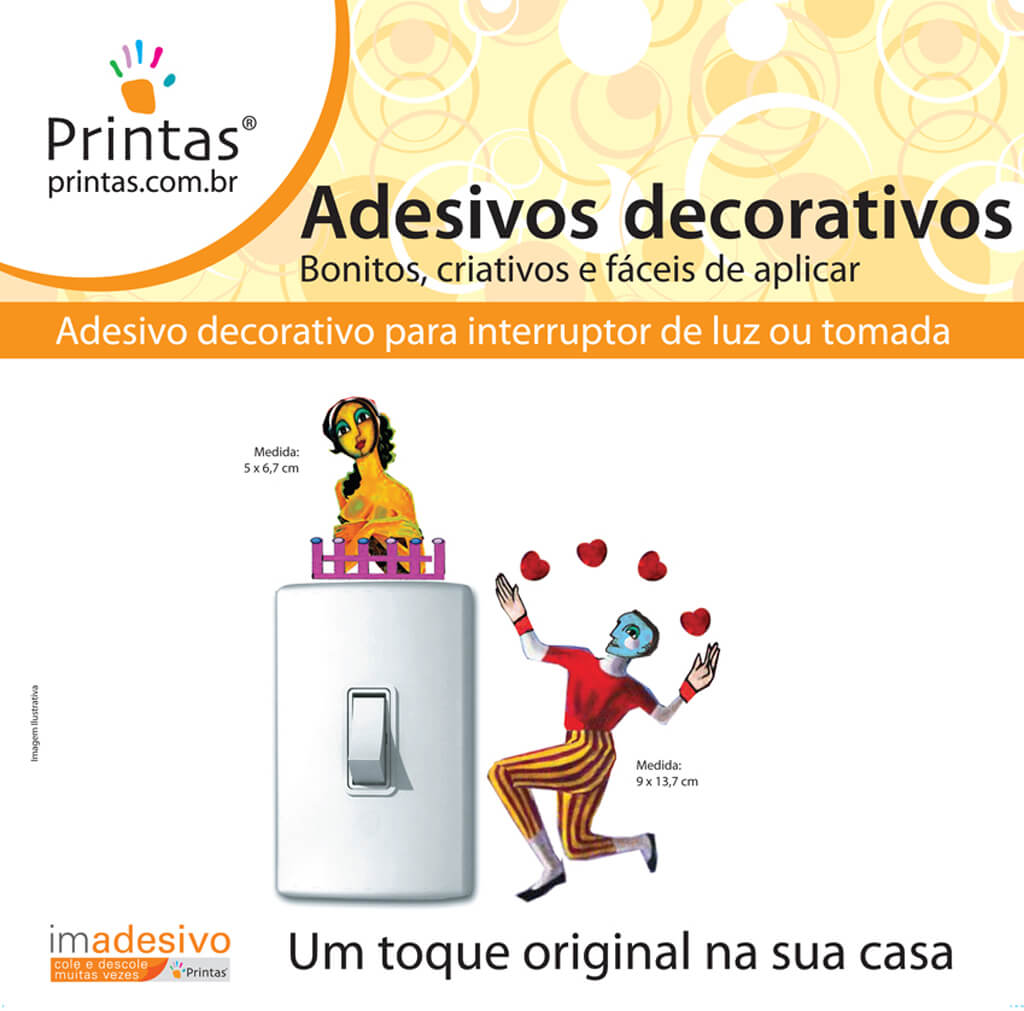 Printas®
printas.com.br
Adesivos decorativos
Bonitos, criativos e fáceis de aplicar
Adesivo decorativo para interruptor de luz ou tomada
Medida:
5 x 6,7 cm
Medida:
9 x 13,7 cm
Imagem Ilustrativa
imadesivo
cole e descole
muitas vezes
Printas®
Um toque original na sua casa